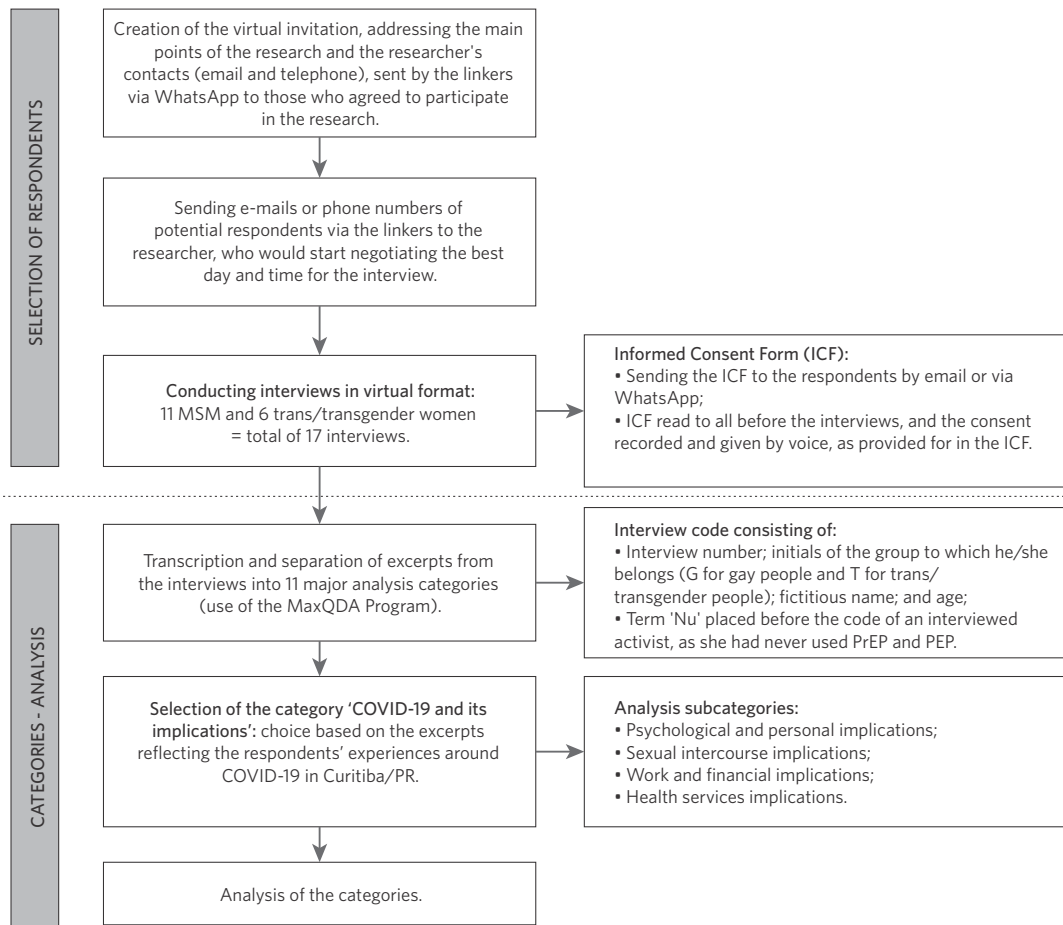 SELECTION OF RESPONDENTS
Creation of the virtual invitation, addressing the main
points of the research and the researcher's
contacts (email and telephone), sent by the linkers
via WhatsApp to those who agreed to participate
in the research.
Sending e-mails or phone numbers of
potential respondents via the linkers to the
researcher, who would start negotiating the best
day and time for the interview.
Conducting interviews in virtual format:
11 MSM and 6 trans/transgender women
= total of 17 interviews.
Informed Consent Form (ICF):
• Sending the ICF to the respondents by email or via
WhatsApp;
• ICF read to all before the interviews, and the consent
recorded and given by voice, as provided for in the ICF.
CATEGORIES - ANALYSIS
Transcription and separation of excerpts from
the interviews into 11 major analysis categories
(use of the MaxQDA Program).
Interview code consisting of:
• Interview number; initials of the group to which he/she
belongs (G for gay people and T for trans/
transgender people); fictitious name; and age;
• Term 'Nu' placed before the code of an interviewed
activist, as she had never used PrEP and PEP.
Selection of the category 'COVID-19 and its
implications': choice based on the excerpts
reflecting the respondents' experiences around
COVID-19 in Curitiba/PR.
Analysis subcategories:
• Psychological and personal implications;
• Sexual intercourse implications;
• Work and financial implications;
• Health services implications.
Analysis of the categories.